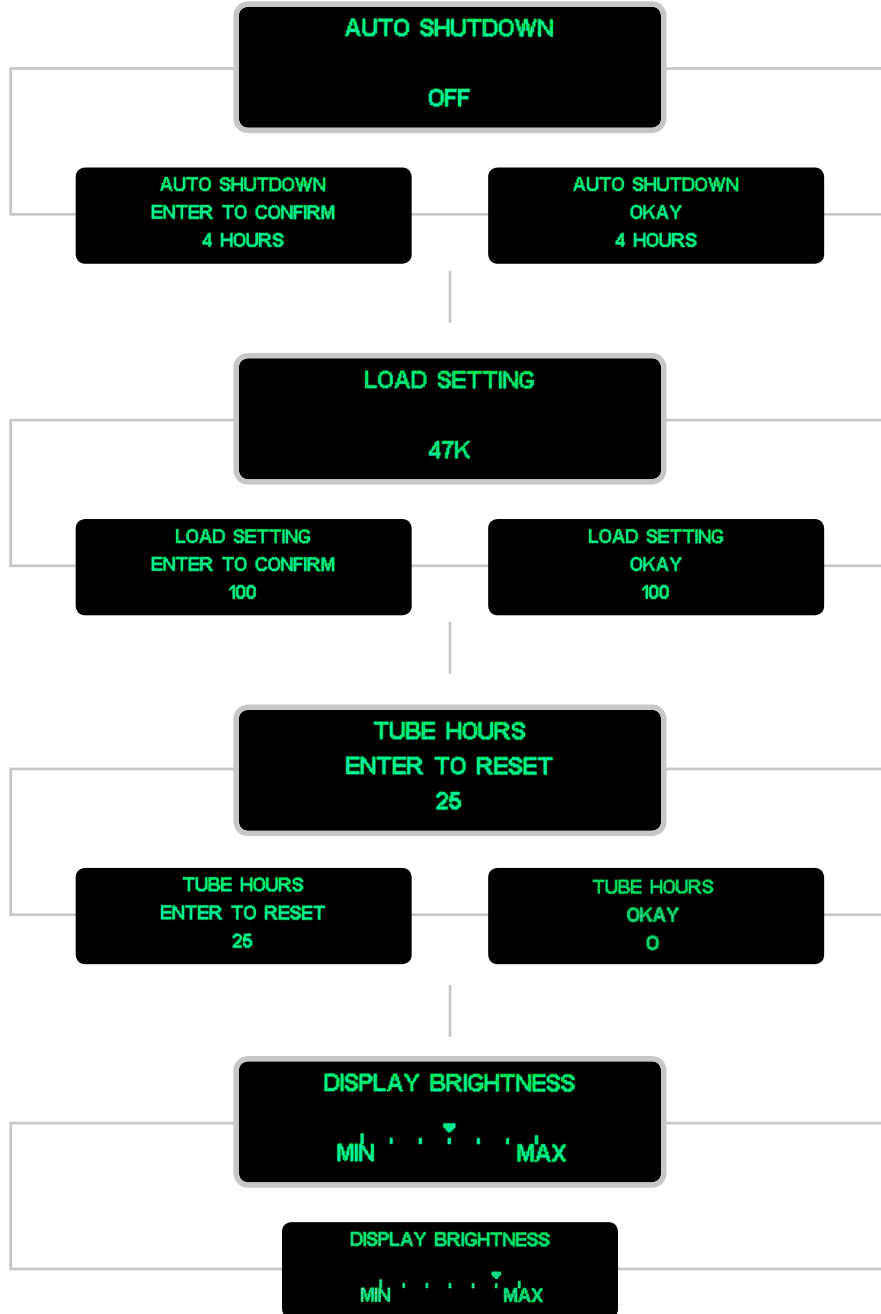 AUTO SHUTDOWN
OFF
AUTO SHUTDOWN
ENTER TO CONFIRM
4 HOURS
AUTO SHUTDOWN
OKAY
4 HOURS
LOAD SETTING
47K
LOAD SETTING
ENTER TO CONFIRM
100
LOAD SETTING
OKAY
100
TUBE HOURS
ENTER TO RESET
25
TUBE HOURS
ENTER TO RESET
25
TUBE HOURS
OKAY
0
DISPLAY BRIGHTNESS
MIN MAX
DISPLAY BRIGHTNESS
MIN MAX